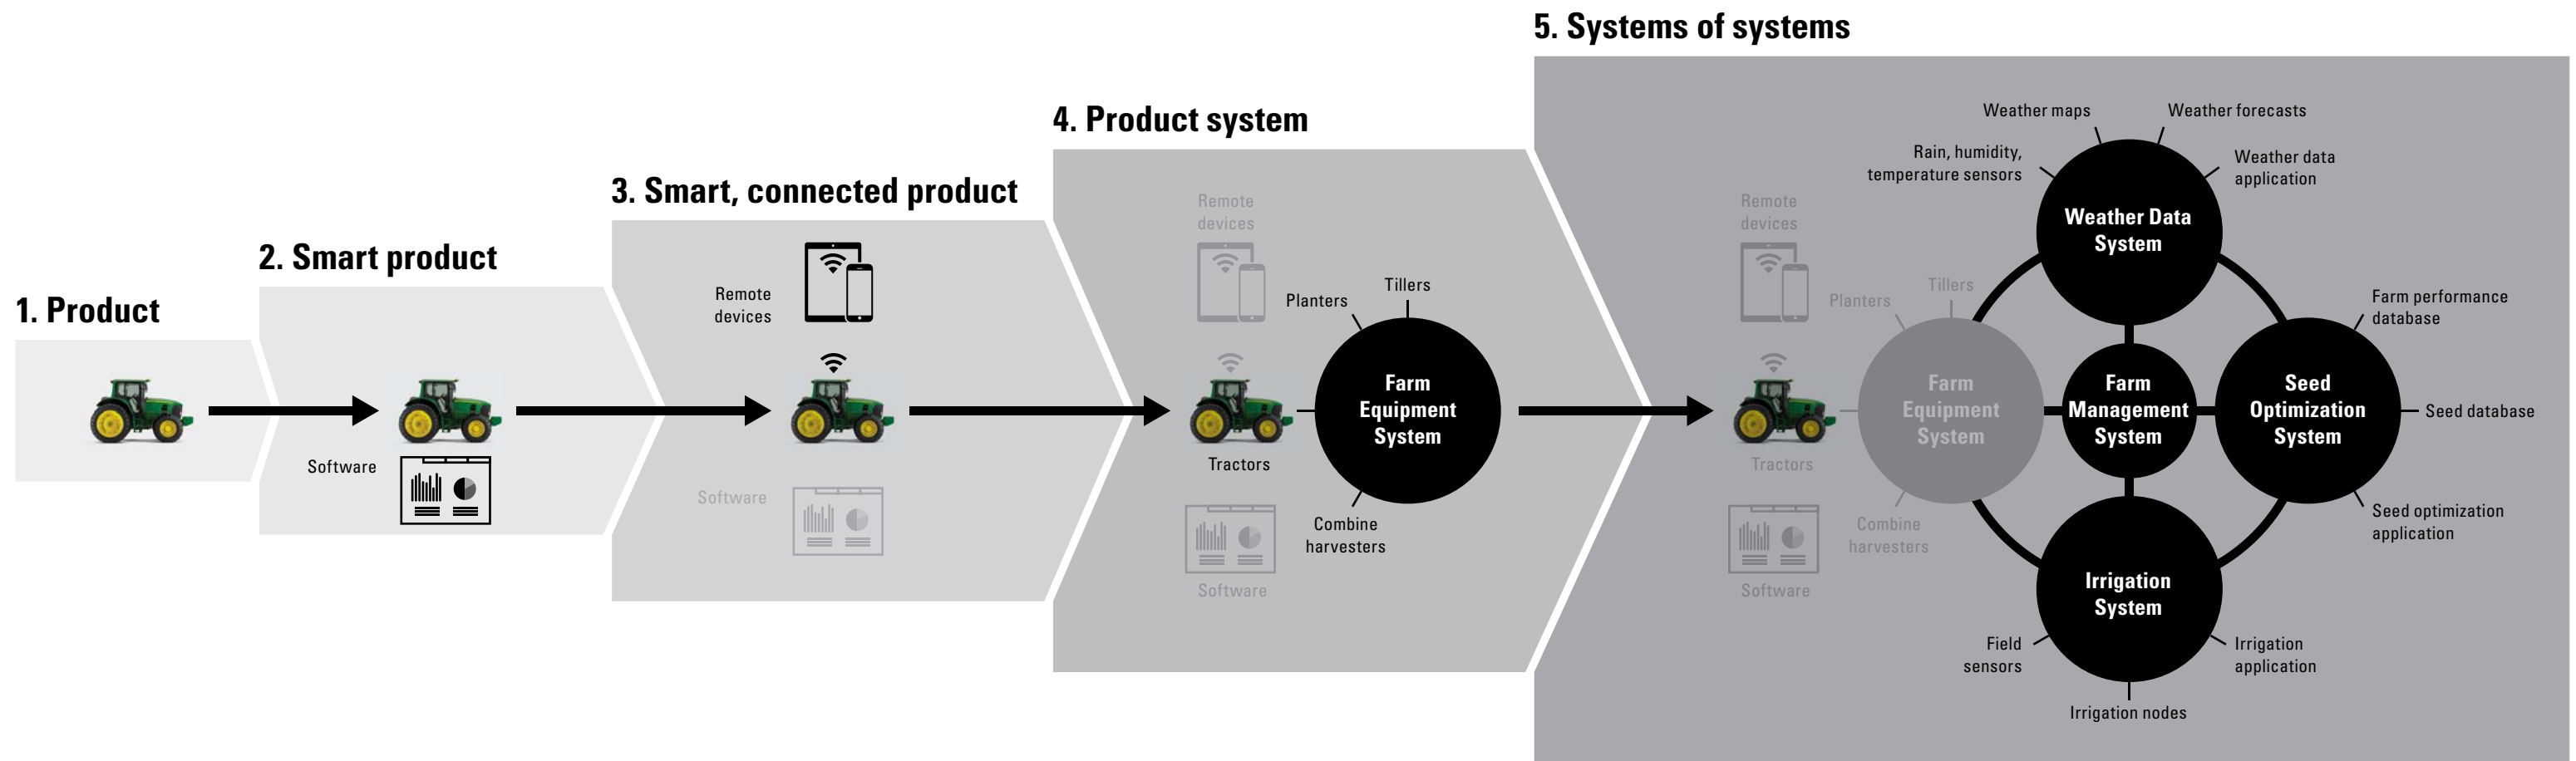 1. Product
2. Smart product
Software
3. Smart, connected product
Remote
devices
Software
4. Product system
Remote
devices
Tillers
Planters
Farm
Equipment
System
Tractors
Combine
harvesters
Software
5. Systems of systems
Remote
devices
Tillers
Planters
Farm
Equipment
System
Tractors
Combine
harvesters
Software
Weather maps
Weather forecasts
Rain, humidity,
temperature sensors
Weather data
application
Weather Data
System
Farm
Management
System
Farm performance
database
Seed
Optimization
System
Seed database
Seed optimization
application
Irrigation
System
Field
sensors
Irrigation
application
Irrigation nodes